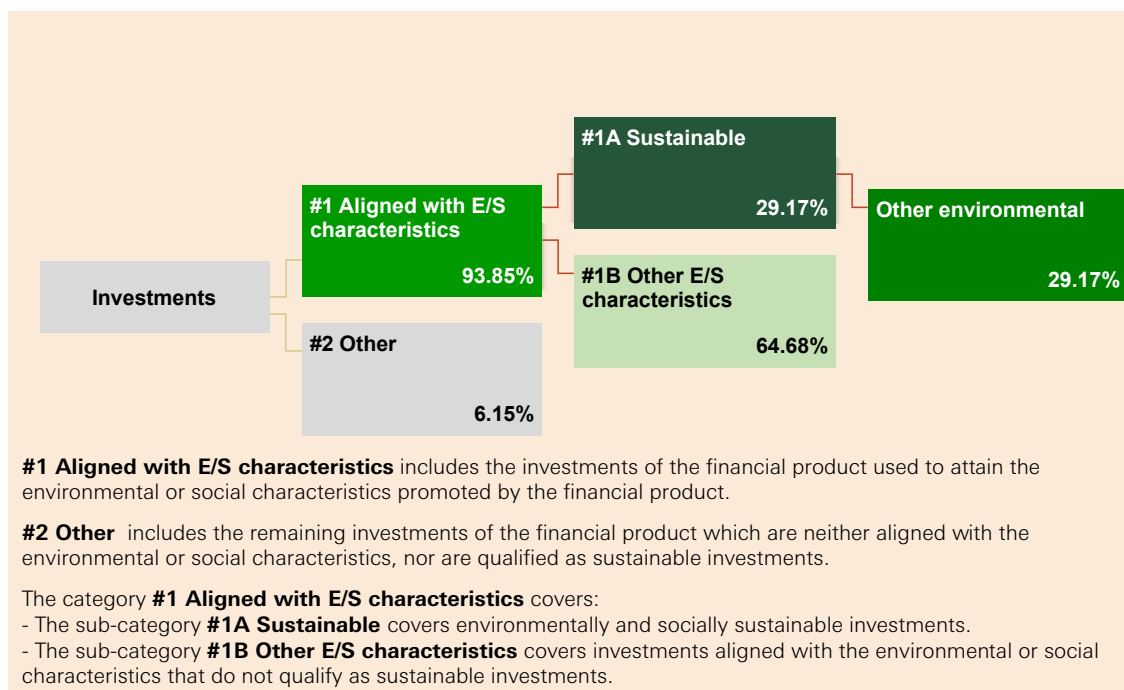 #1A Sustainable
29.17%
#1 Aligned with E/S
characteristics
93.85%
Other environmental
29.17%
Investments
#1B Other E/S
characteristics
64.68%
#2 Other
6.15%
#1 Aligned with E/S characteristics includes the investments of the financial product used to attain the
environmental or social characteristics promoted by the financial product.
#2 Other includes the remaining investments of the financial product which are neither aligned with the
environmental or social characteristics, nor are qualified as sustainable investments.
The category #1 Aligned with E/S characteristics covers:
- The sub-category #1A Sustainable covers environmentally and socially sustainable investments.
- The sub-category #1B Other E/S characteristics covers investments aligned with the environmental or social
characteristics that do not qualify as sustainable investments.